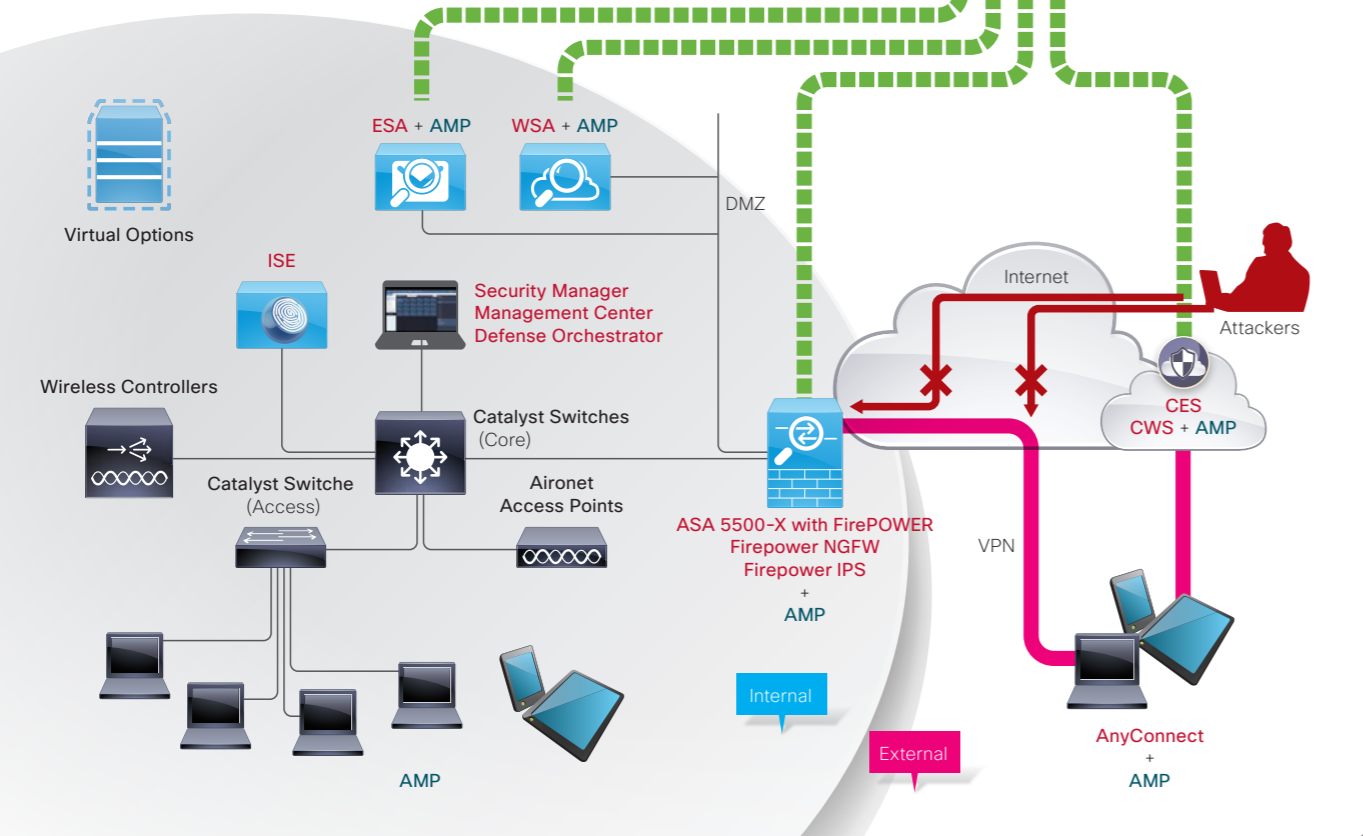 ESA + AMP
WSA + AMP
DMZ
Virtual Options
ISE
Security Manager
Management Center
Defense Orchestrator
Internet
Attackers
Wireless Controllers
Catalyst Switches
(Core)
CES
CWS + AMP
Catalyst Switche
(Access)
Aironet
Access Points
ASA 5500-X with FirePOWER
Firepower NGFW
Firepower IPS
+
AMP
VPN
Internal
External
AnyConnect
+
AMP
AMP